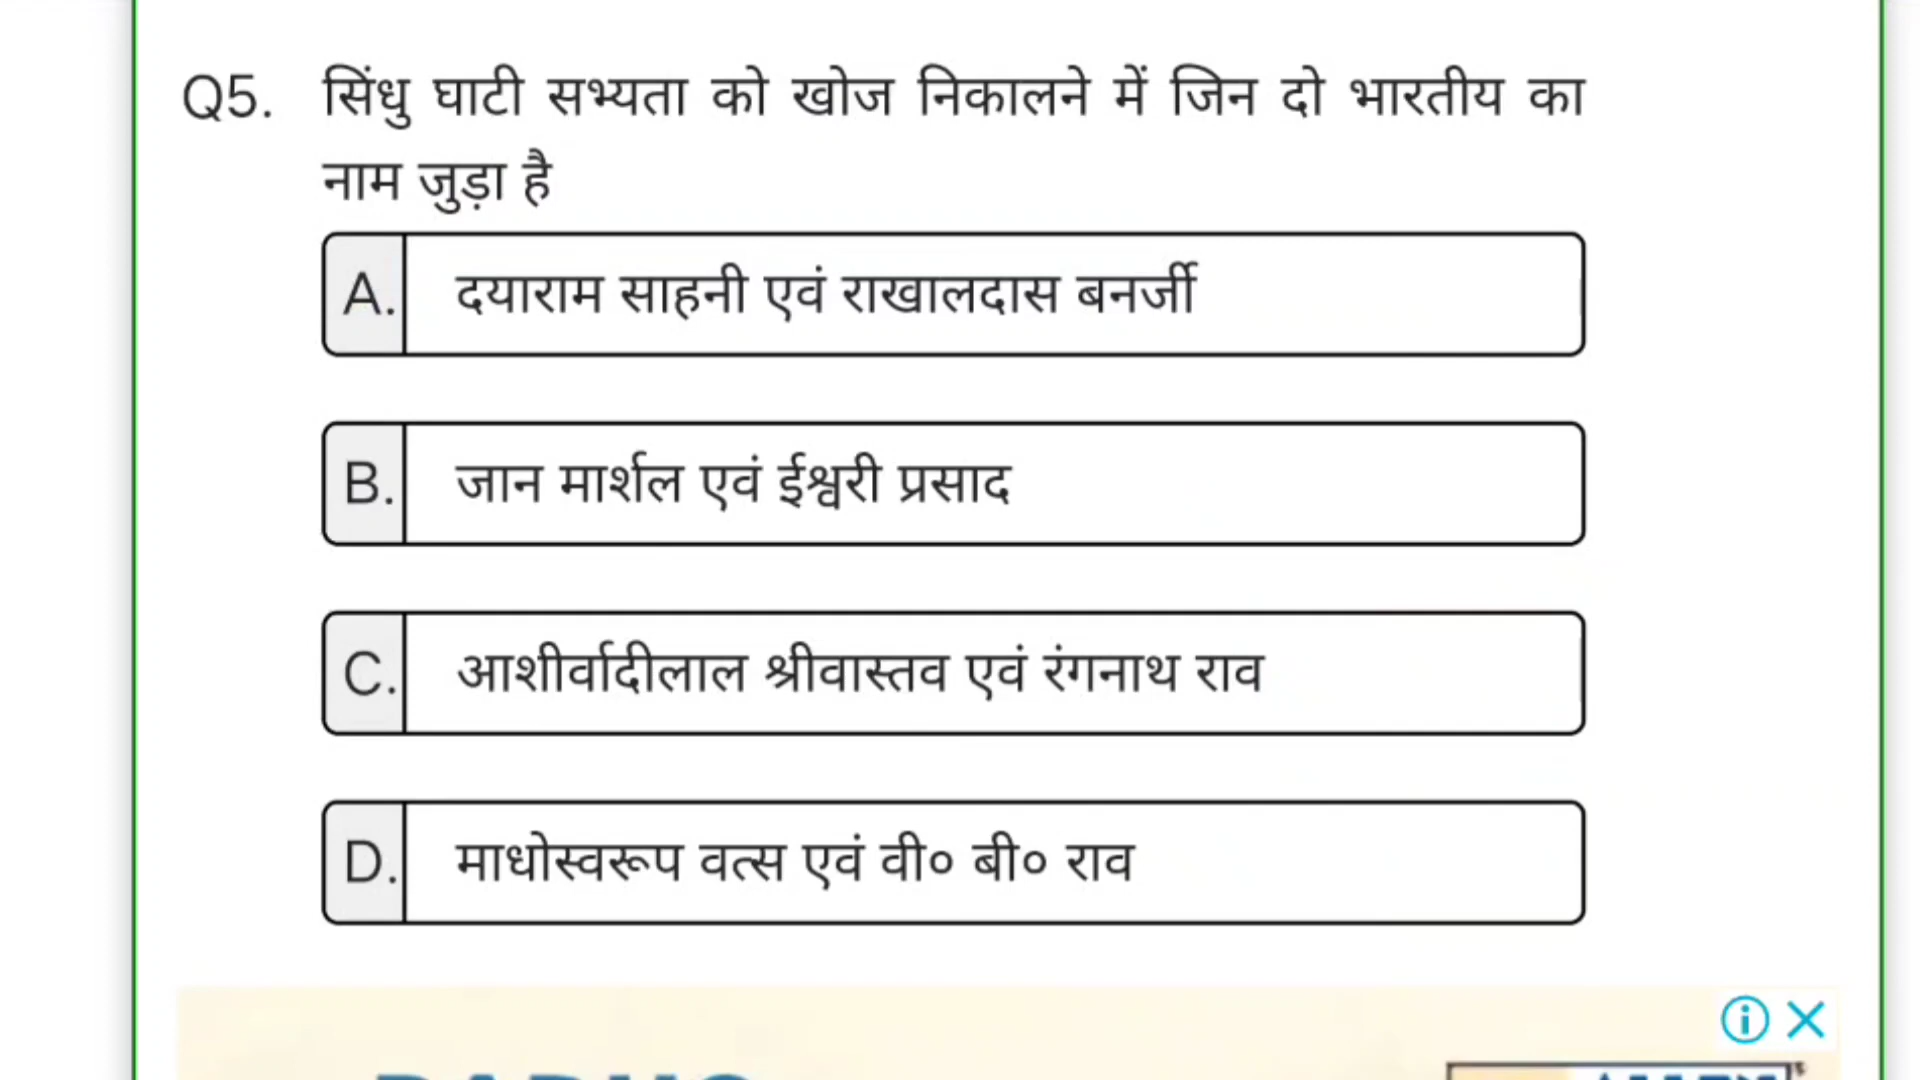 Q5. सिंधु घाटी सभ्यता को खोज निकालने में जिन दो भारतीय का
नाम जुड़ा है
A. दयाराम साहनी एवं राखालदास बनर्जी
B. जान मार्शल एवं ईश्वरी प्रसाद
C. आशीर्वादीलाल श्रीवास्तव एवं रंगनाथ राव
D. माधोस्वरूप वत्स एवं वी० बी० राव